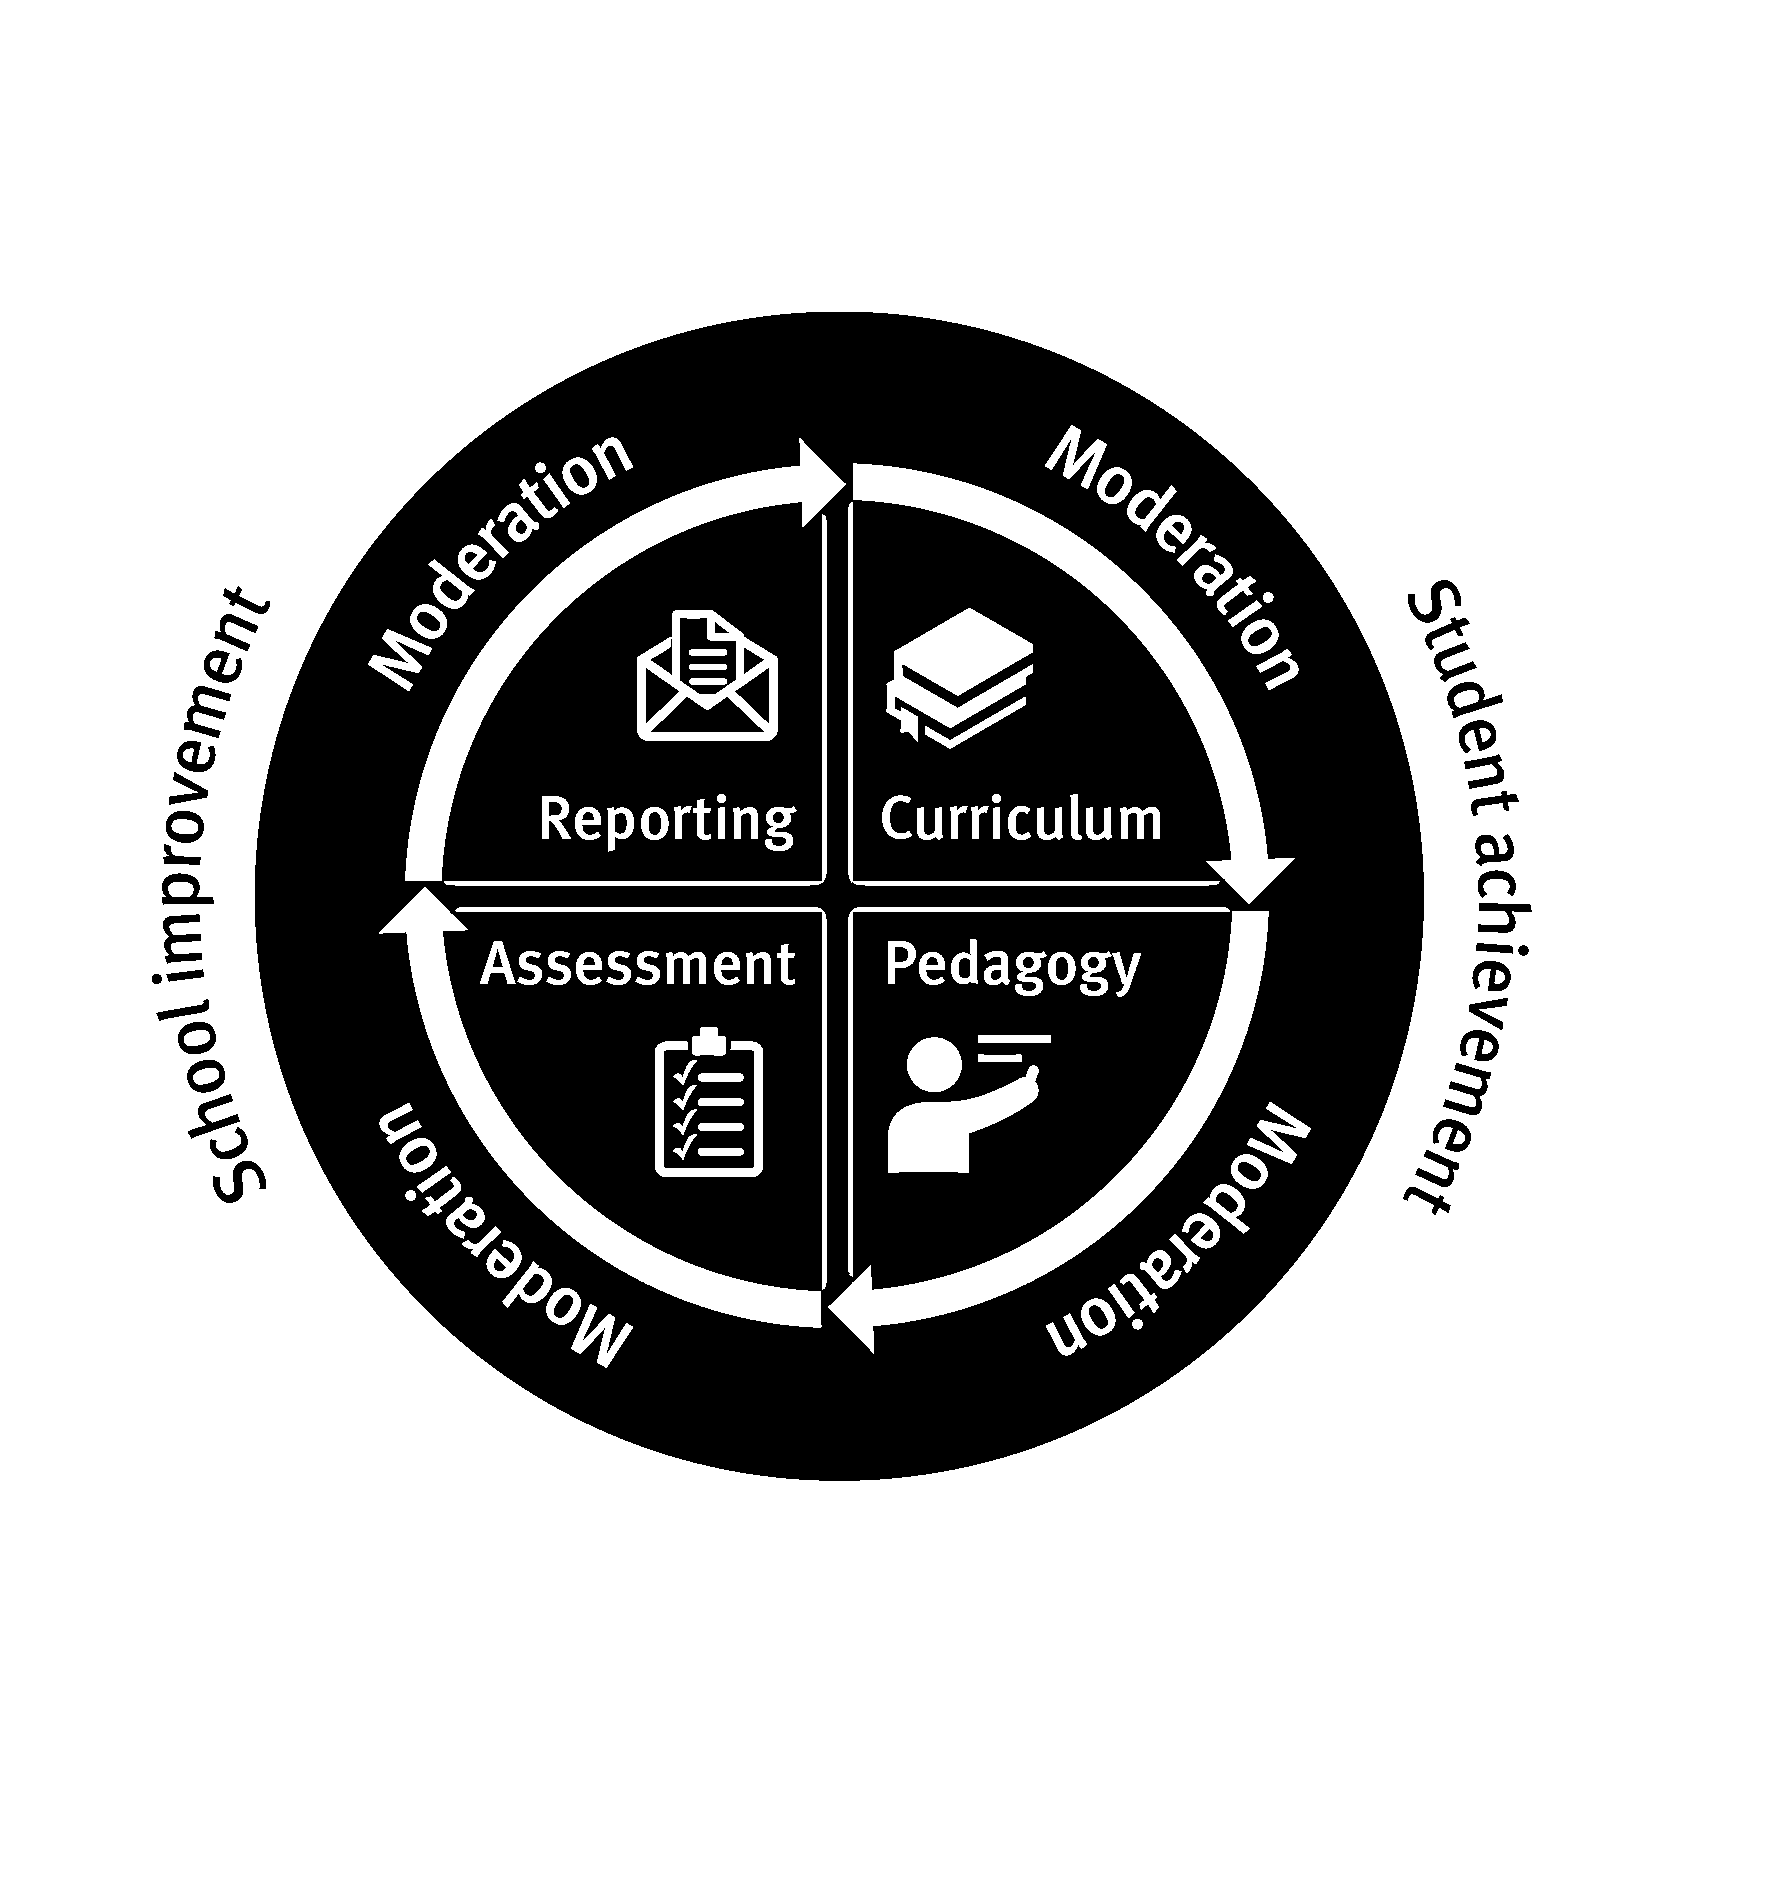 Moderation
Moderation
School improvement
Student achievement
Reporting
Curriculum
Assessment
Pedagogy
Moderation
Moderation